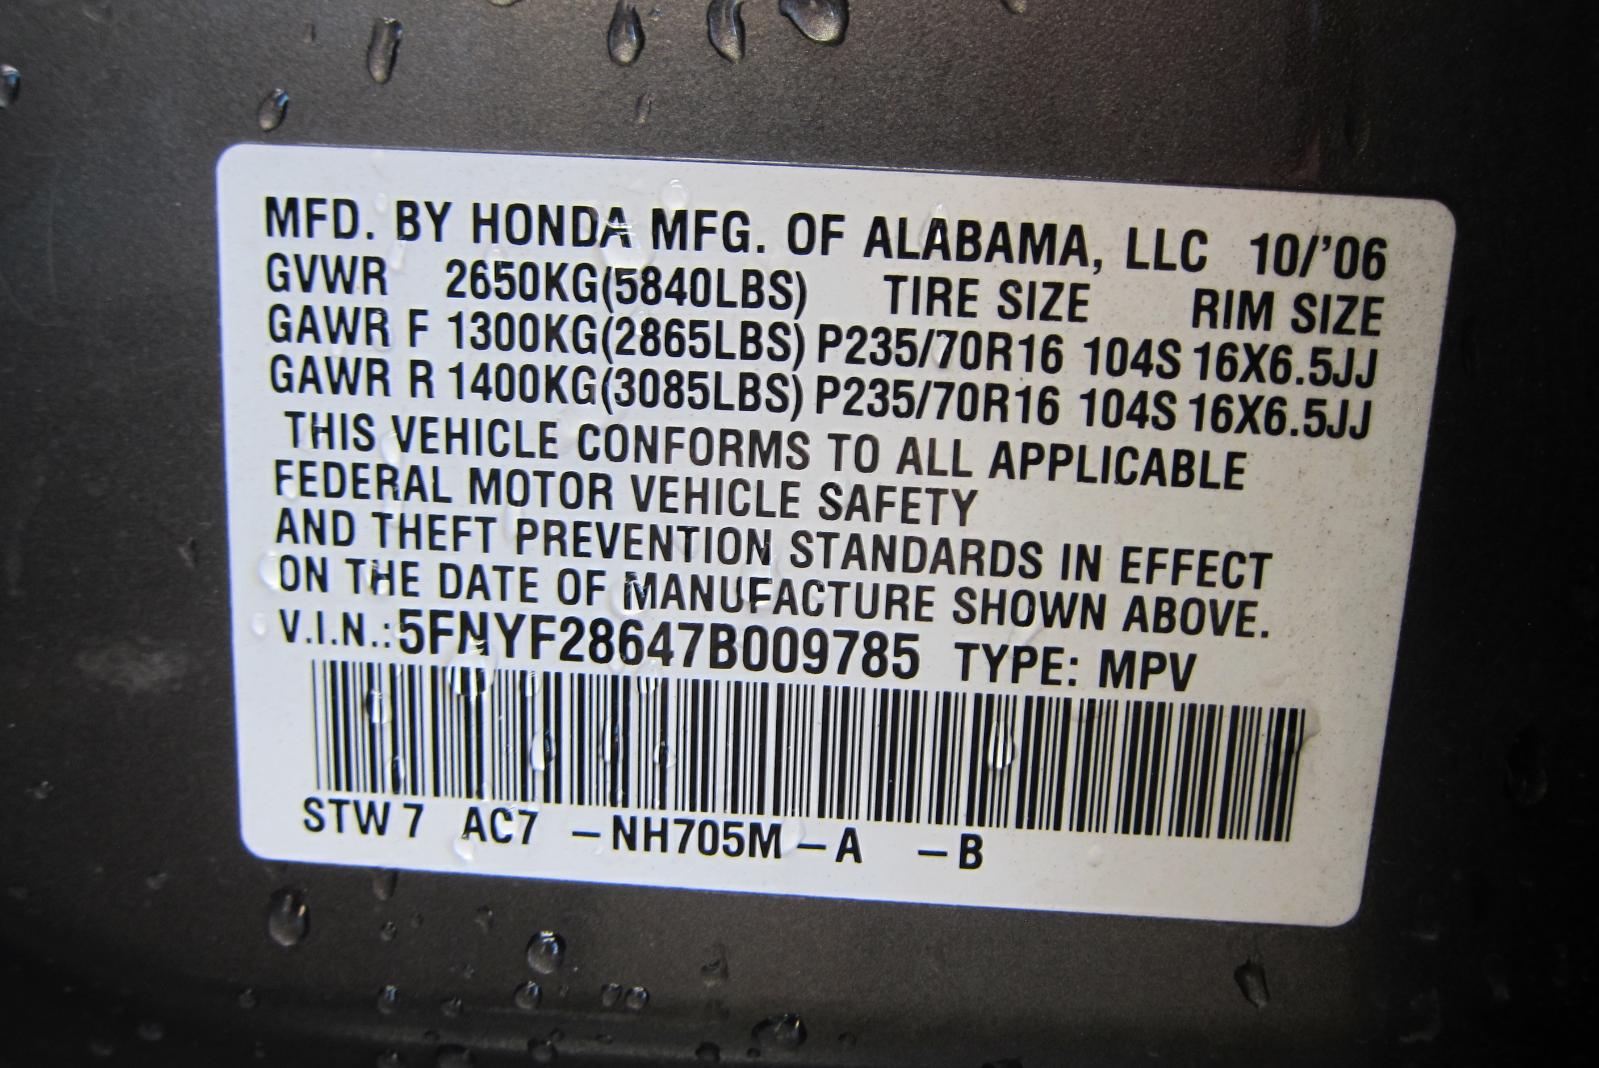 MFD. BY HONDA MFG. OF ALABAMA, LLC 10/'06
GVWR 2650KG(5840LBS) TIRE SIZE RIM SIZE
GAWR F 1300KG(2865LBS) P235/70R16 104S 16X6.5JJ
GAWR R 1400KG(3085LBS) P235/70R16 104S 16X6.5JJ
THIS VEHICLE CONFORMS TO ALL APPLICABLE
FEDERAL MOTOR VEHICLE SAFETY
AND THEFT PREVENTION STANDARDS IN EFFECT
ON THE DATE OF MANUFACTURE SHOWN ABOVE.
V.I.N.:5FNYF28647B009785 TYPE: MPV
STW 7 AC7 –NH705M–A –B